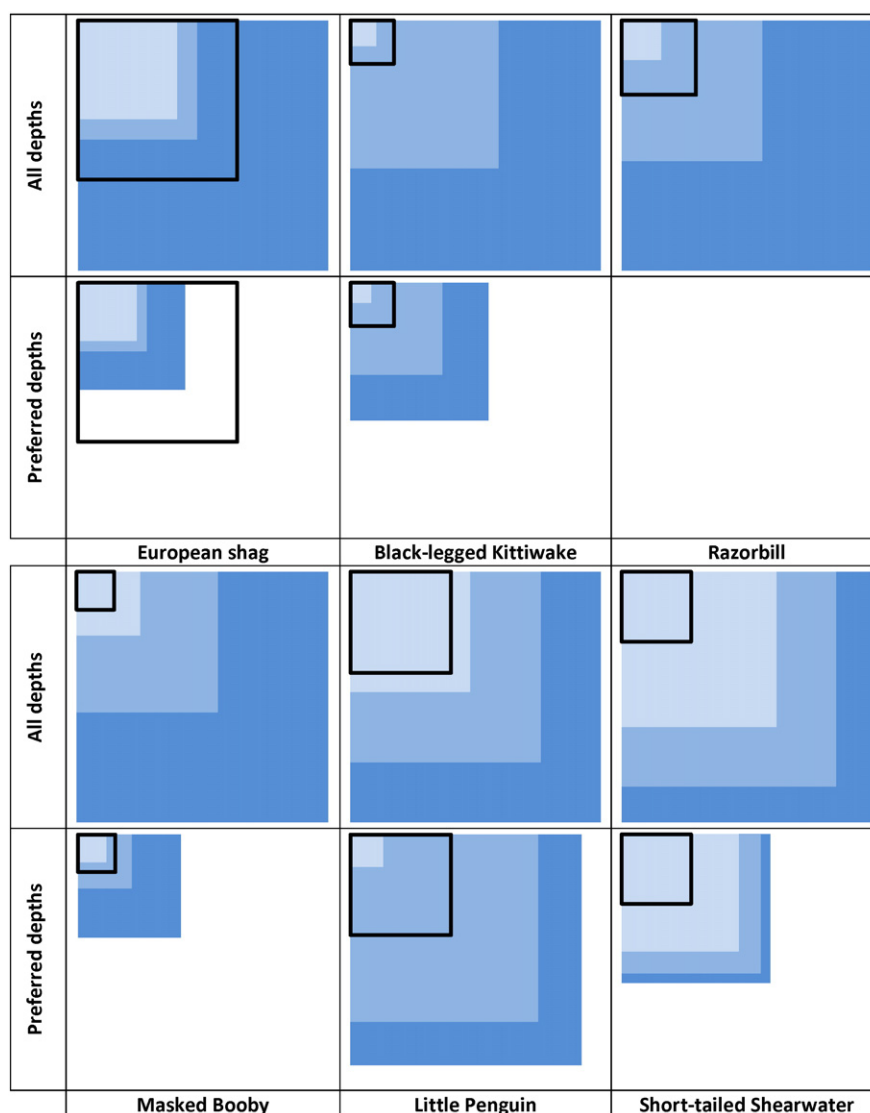 All depths
Preferred depths
European shag
Black-legged Kittiwake
Razorbill
All depths
Preferred depths
Masked Booby
Little Penguin
Short-tailed Shearwater